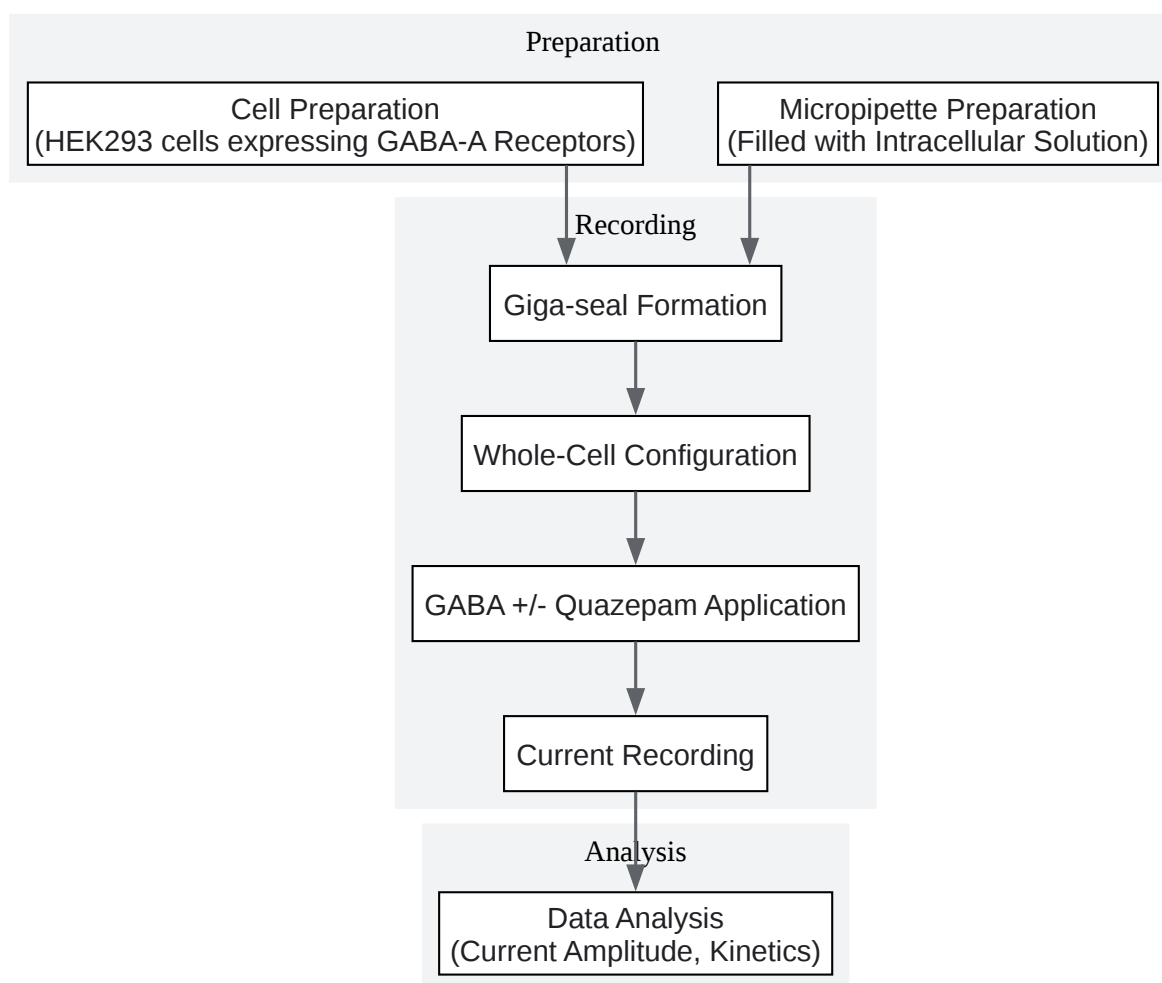 Preparation
Cell Preparation
(HEK293 cells expressing GABA-A Receptors)
Micropipette Preparation
(Filled with Intracellular Solution)
Recording
Giga-seal Formation
Whole-Cell Configuration
GABA +/- Quazepam Application
Current Recording
Analysis
Data Analysis
(Current Amplitude, Kinetics)